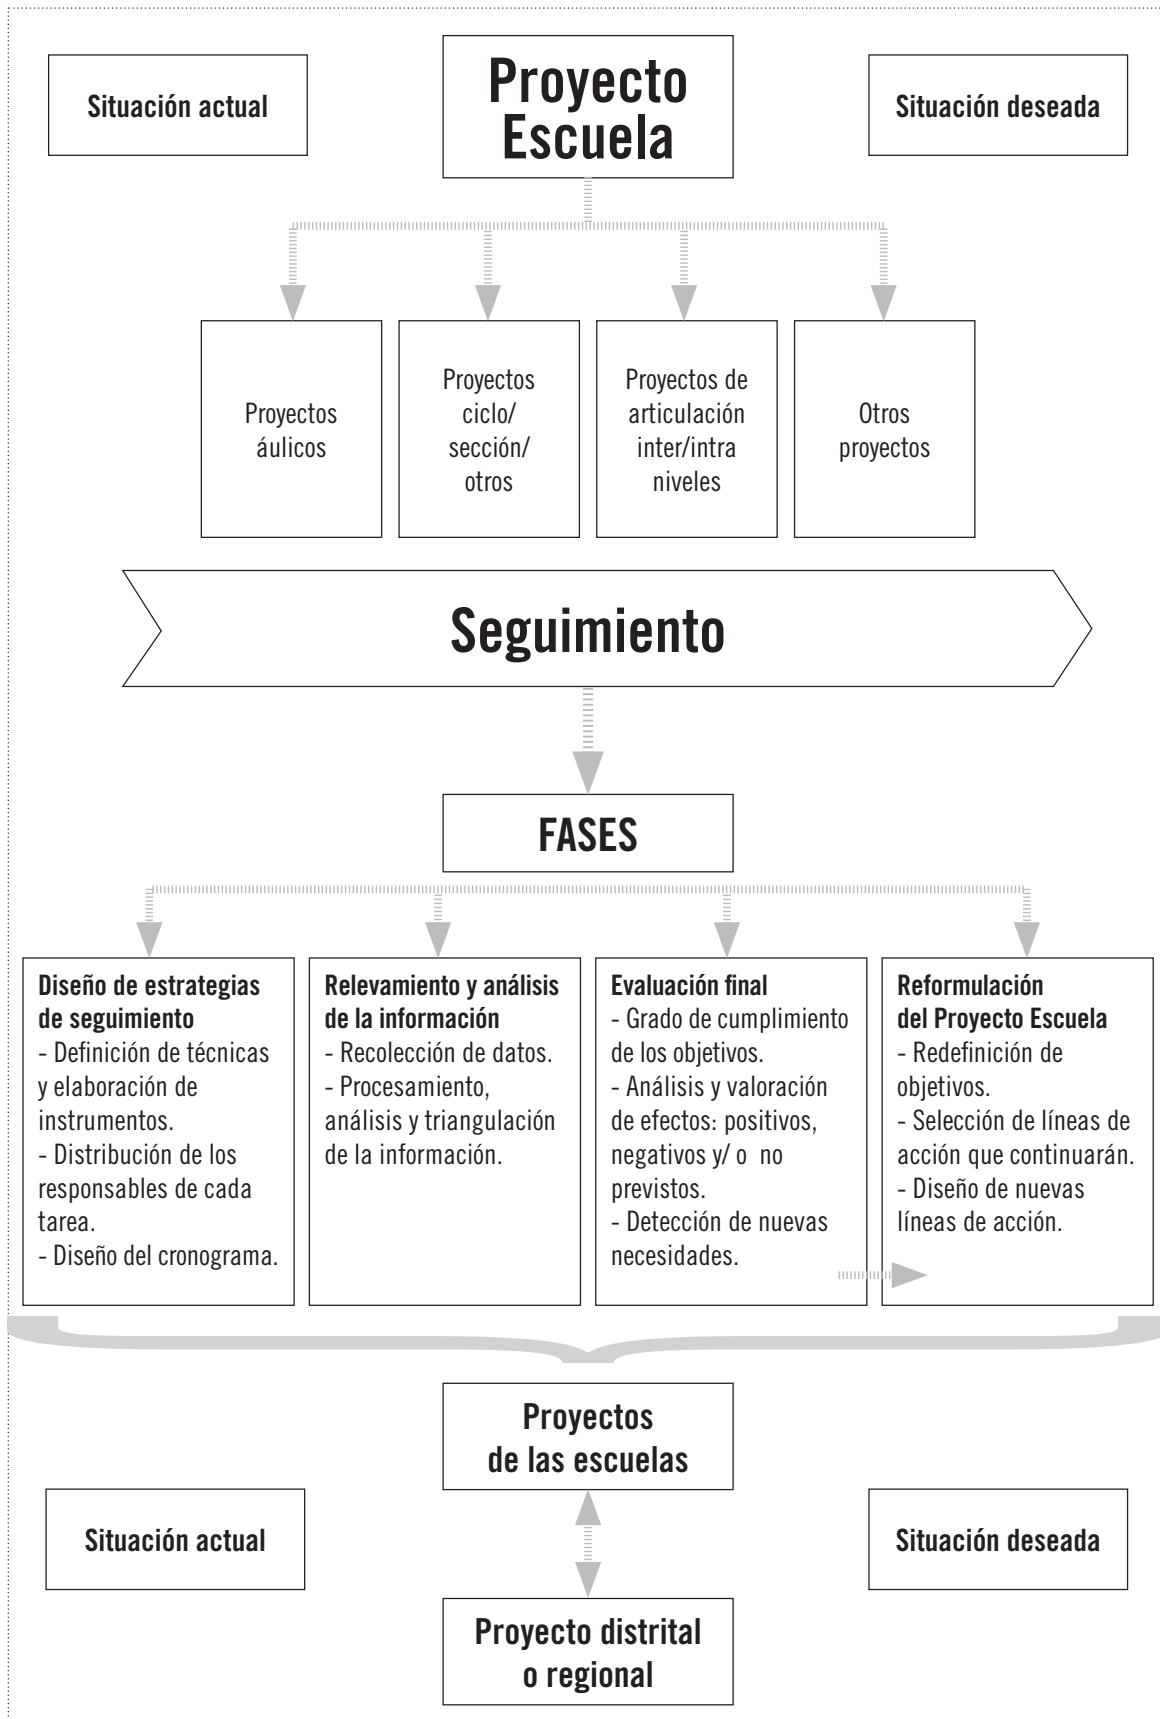 Situación actual
Proyecto
Escuela
Situación deseada
Proyectos
áulicos
Proyectos
ciclo/
sección/
otros
Proyectos de
articulación
inter/intra
niveles
Otros
proyectos
Seguimiento
FASES
Diseño de estrategias
de seguimiento
- Definición de técnicas
y elaboración de
instrumentos.
- Distribución de los
responsables de cada
tarea.
- Diseño del cronograma.
Relevamiento y análisis
de la información
- Recolección de datos.
- Procesamiento,
análisis y triangulación
de la información.
Evaluación final
- Grado de cumplimiento
de los objetivos.
- Análisis y valoración
de efectos: positivos,
negativos y/ o  no
previstos.
- Detección de nuevas
necesidades.
Reformulación
del Proyecto Escuela
- Redefinición de
objetivos.
- Selección de líneas de
acción que continuarán.
- Diseño de nuevas
líneas de acción.
Proyectos
de las escuelas
Situación actual
Situación deseada
Proyecto distrital
o regional